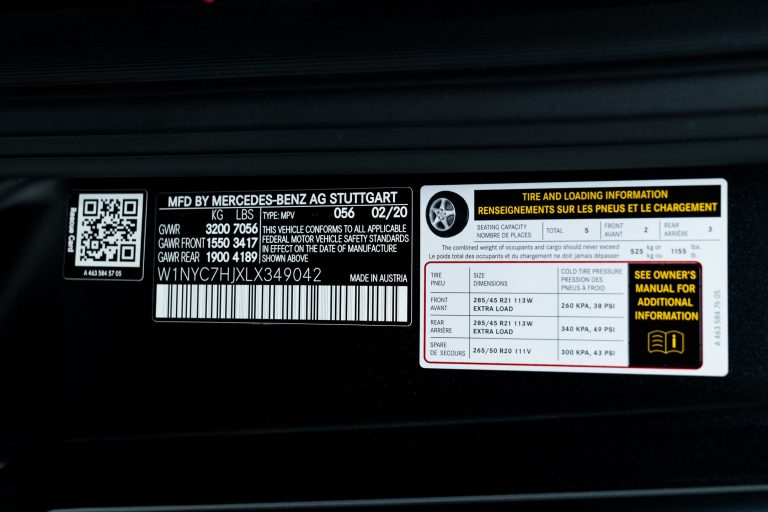 Rescue Card
A 463 584 57 05
MFD BY MERCEDES-BENZ AG STUTTGART
KG LBS
GVWR 3200 7056
GAWR FRONT 1550 3417
GAWR REAR 1900 4189
TYPE: MPV 056 02/20
THIS VEHICLE CONFORMS TO ALL APPLICABLE
FEDERAL MOTOR VEHICLE SAFETY STANDARDS
IN EFFECT ON THE DATE OF MANUFACTURE
SHOWN ABOVE
W1NYC7HJXLX349042
MADE IN AUSTRIA
TIRE AND LOADING INFORMATION
RENSEIGNEMENTS SUR LES PNEUS ET LE CHARGEMENT
SEATING CAPACITY
NOMBRE DE PLACES
TOTAL 5
FRONT
AVANT
2
REAR
ARRIÈRE
3
The combined weight of occupants and cargo should never exceed
Le poids total des occupants et du chargement ne doit jamais dépasser
525 kg or
kg ou
1155 lbs.
lb.
TIRE
PNEU
SIZE
DIMENSIONS
COLD TIRE PRESSURE
PRESSION DES
PNEUS À FROID
FRONT
AVANT
285/45 R21 113W
EXTRA LOAD
260 KPA, 38 PSI
REAR
ARRIÈRE
285/45 R21 113W
EXTRA LOAD
340 KPA, 49 PSI
SPARE
DE SECOURS
265/50 R20 111V
300 KPA, 43 PSI
SEE OWNER'S
MANUAL FOR
ADDITIONAL
INFORMATION
A 463 584 76 05